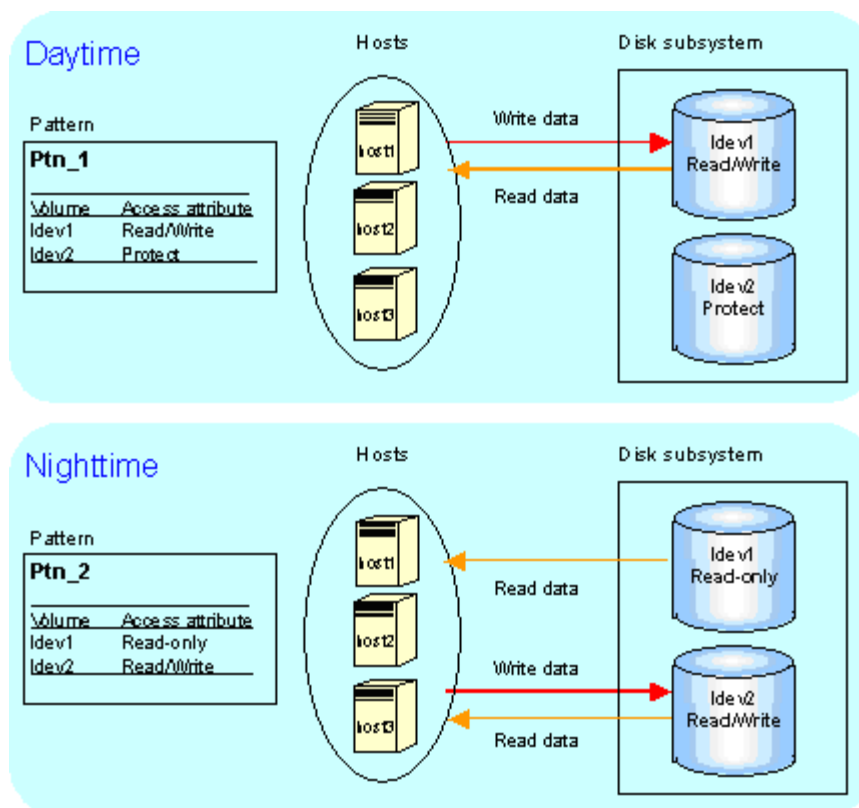 Daytime
Hosts
Disk subsystem
Pattern
Ptn_1
Volume Access attribute
ldev1 Read/Write
ldev2 Protect
host1
host2
host3
Write data
Read data
ldev1
Read/Write
ldev2
Protect
Nighttime
Hosts
Disk subsystem
Pattern
Ptn_2
Volume Access attribute
ldev1 Read-only
ldev2 Read/Write
host1
host2
host3
Read data
Write data
Read data
ldev1
Read-only
ldev2
Read/Write